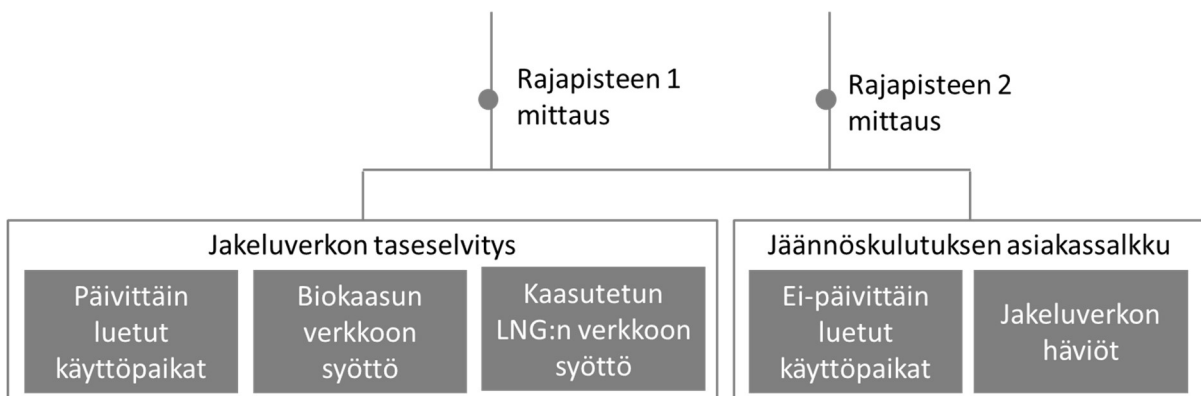 Rajapisteen 1
mittaus
Rajapisteen 2
mittaus
Jakeluverkon taseselvitys
Päivittäin
luetut
käyttöpaikat
Biokaasun
verkkoon
syöttö
Kaasutetun
LNG:n verkkoon
syöttö
Jäännöskulutuksen asiakassalkku
Ei-päivittäin
luetut
käyttöpaikat
Jakeluverkon
häviöt